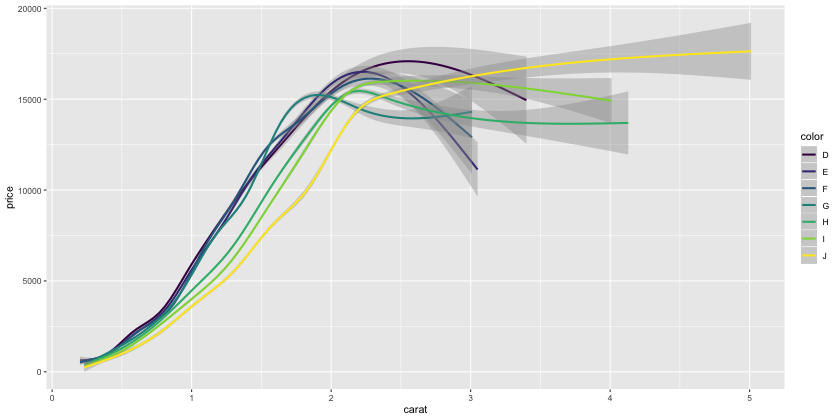 20000
15000
10000
5000
0
price
0 1 2 3 4 5
carat
color
D
E
F
G
H
I
J